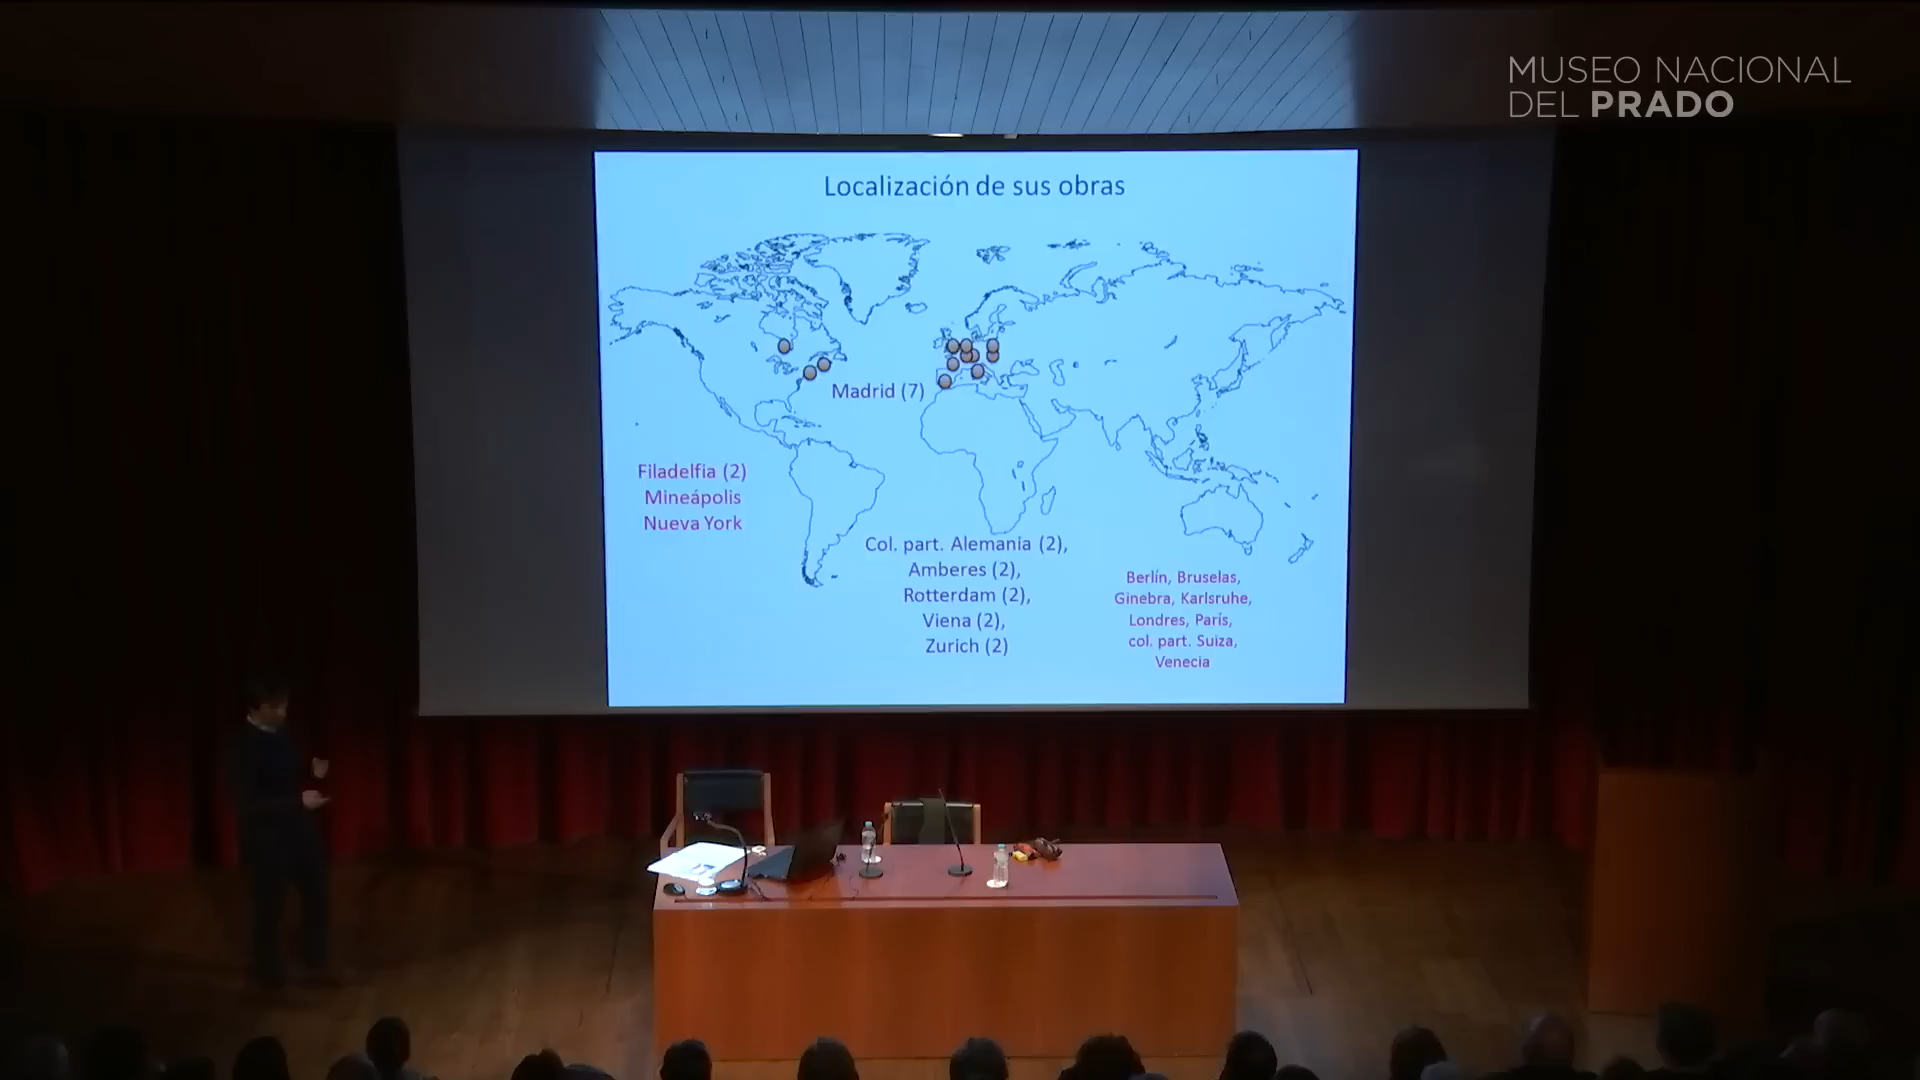 MUSEO NACIONAL
DEL PRADO
Localización de sus obras
Madrid (7)
Filadelfia (2)
Mineápolis
Nueva York
Col. part. Alemania (2),
Amberes (2),
Rotterdam (2),
Viena (2),
Zurich (2)
Berlín, Bruselas,
Ginebra, Karlsruhe,
Londres, París,
col. part. Suiza,
Venecia